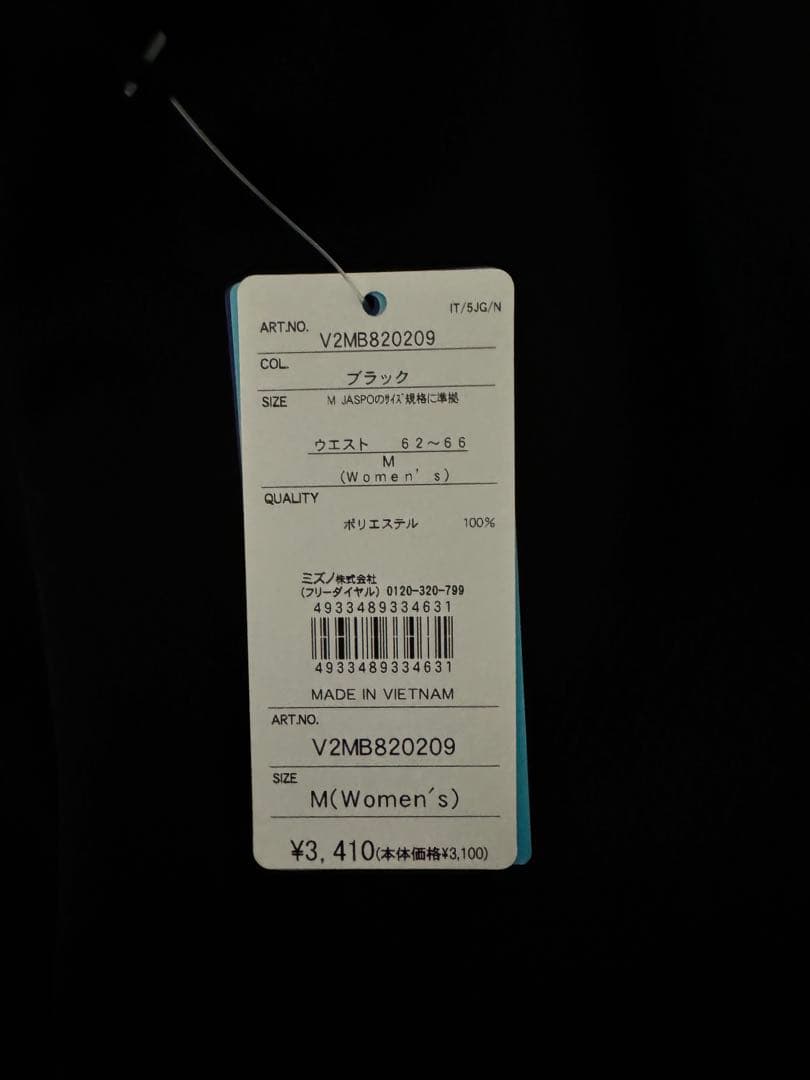 IT/5JG/N
ART.NO.
V2MB820209
COL.
ブラック
SIZE M JASPOのｻｲｽﾞ規格に準拠
ウエスト 62～66
M
(Women's)
QUALITY
ポリエステル 100%
ミズノ株式会社
(フリーダイヤル) 0120-320-799
4933489334631
4933489334631
MADE IN VIETNAM
ART.NO.
V2MB820209
SIZE
M(Women's)
¥3,410(本体価格¥3,100)